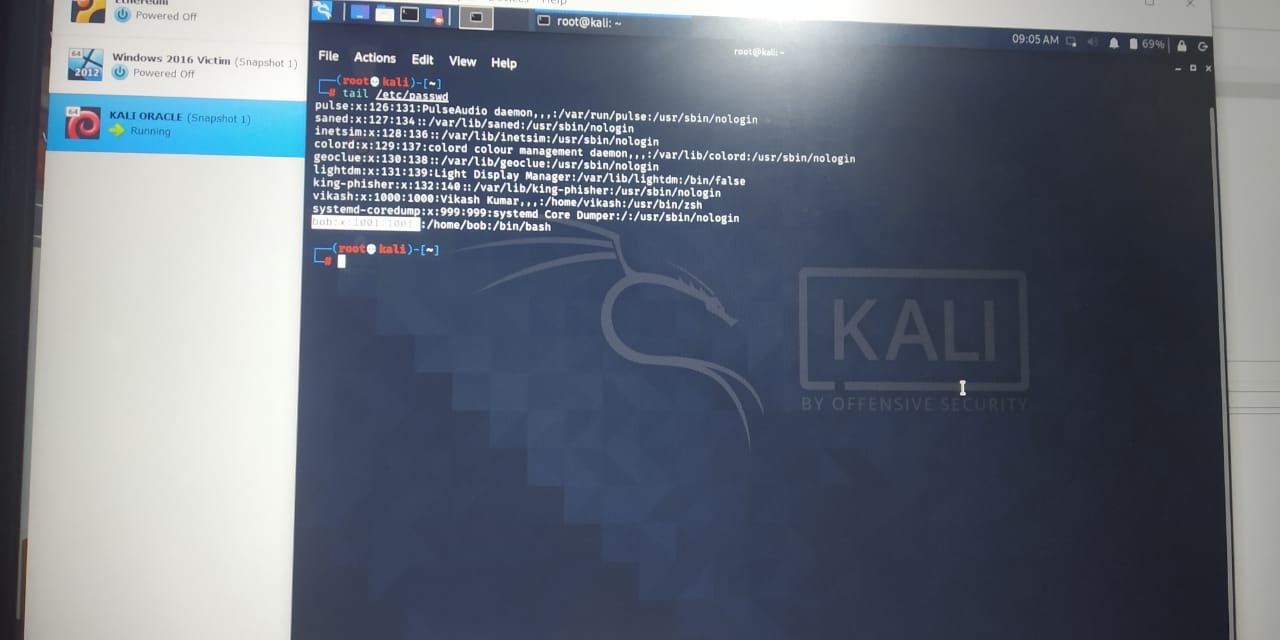 Ethereum
Powered Off
Windows 2016 Victim (Snapshot 1)
Powered Off
64
2012
KALI ORACLE (Snapshot 1)
Running
64
Help
root@kali: ~
09:05 AM
69%
root@kali: ~
File Actions Edit View Help
(root💀kali)-[~]
# tail /etc/passwd
pulse:x:126:131:PulseAudio daemon,,,:/var/run/pulse:/usr/sbin/nologin
saned:x:127:134::/var/lib/saned:/usr/sbin/nologin
inetsim:x:128:136::/var/lib/inetsim:/usr/sbin/nologin
colord:x:129:137:colord colour management daemon,,,:/var/lib/colord:/usr/sbin/nologin
geoclue:x:130:138::/var/lib/geoclue:/usr/sbin/nologin
lightdm:x:131:139:Light Display Manager:/var/lib/lightdm:/bin/false
king-phisher:x:132:140::/var/lib/king-phisher:/usr/sbin/nologin
vikash:x:1000:1000:Vikash Kumar,,,:/home/vikash:/usr/bin/zsh
systemd-coredump:x:999:999:systemd Core Dumper:/:/usr/sbin/nologin
bob:x:1001:1001::/home/bob:/bin/bash
(root💀kali)-[~]
#
KALI
BY OFFENSIVE SECURITY